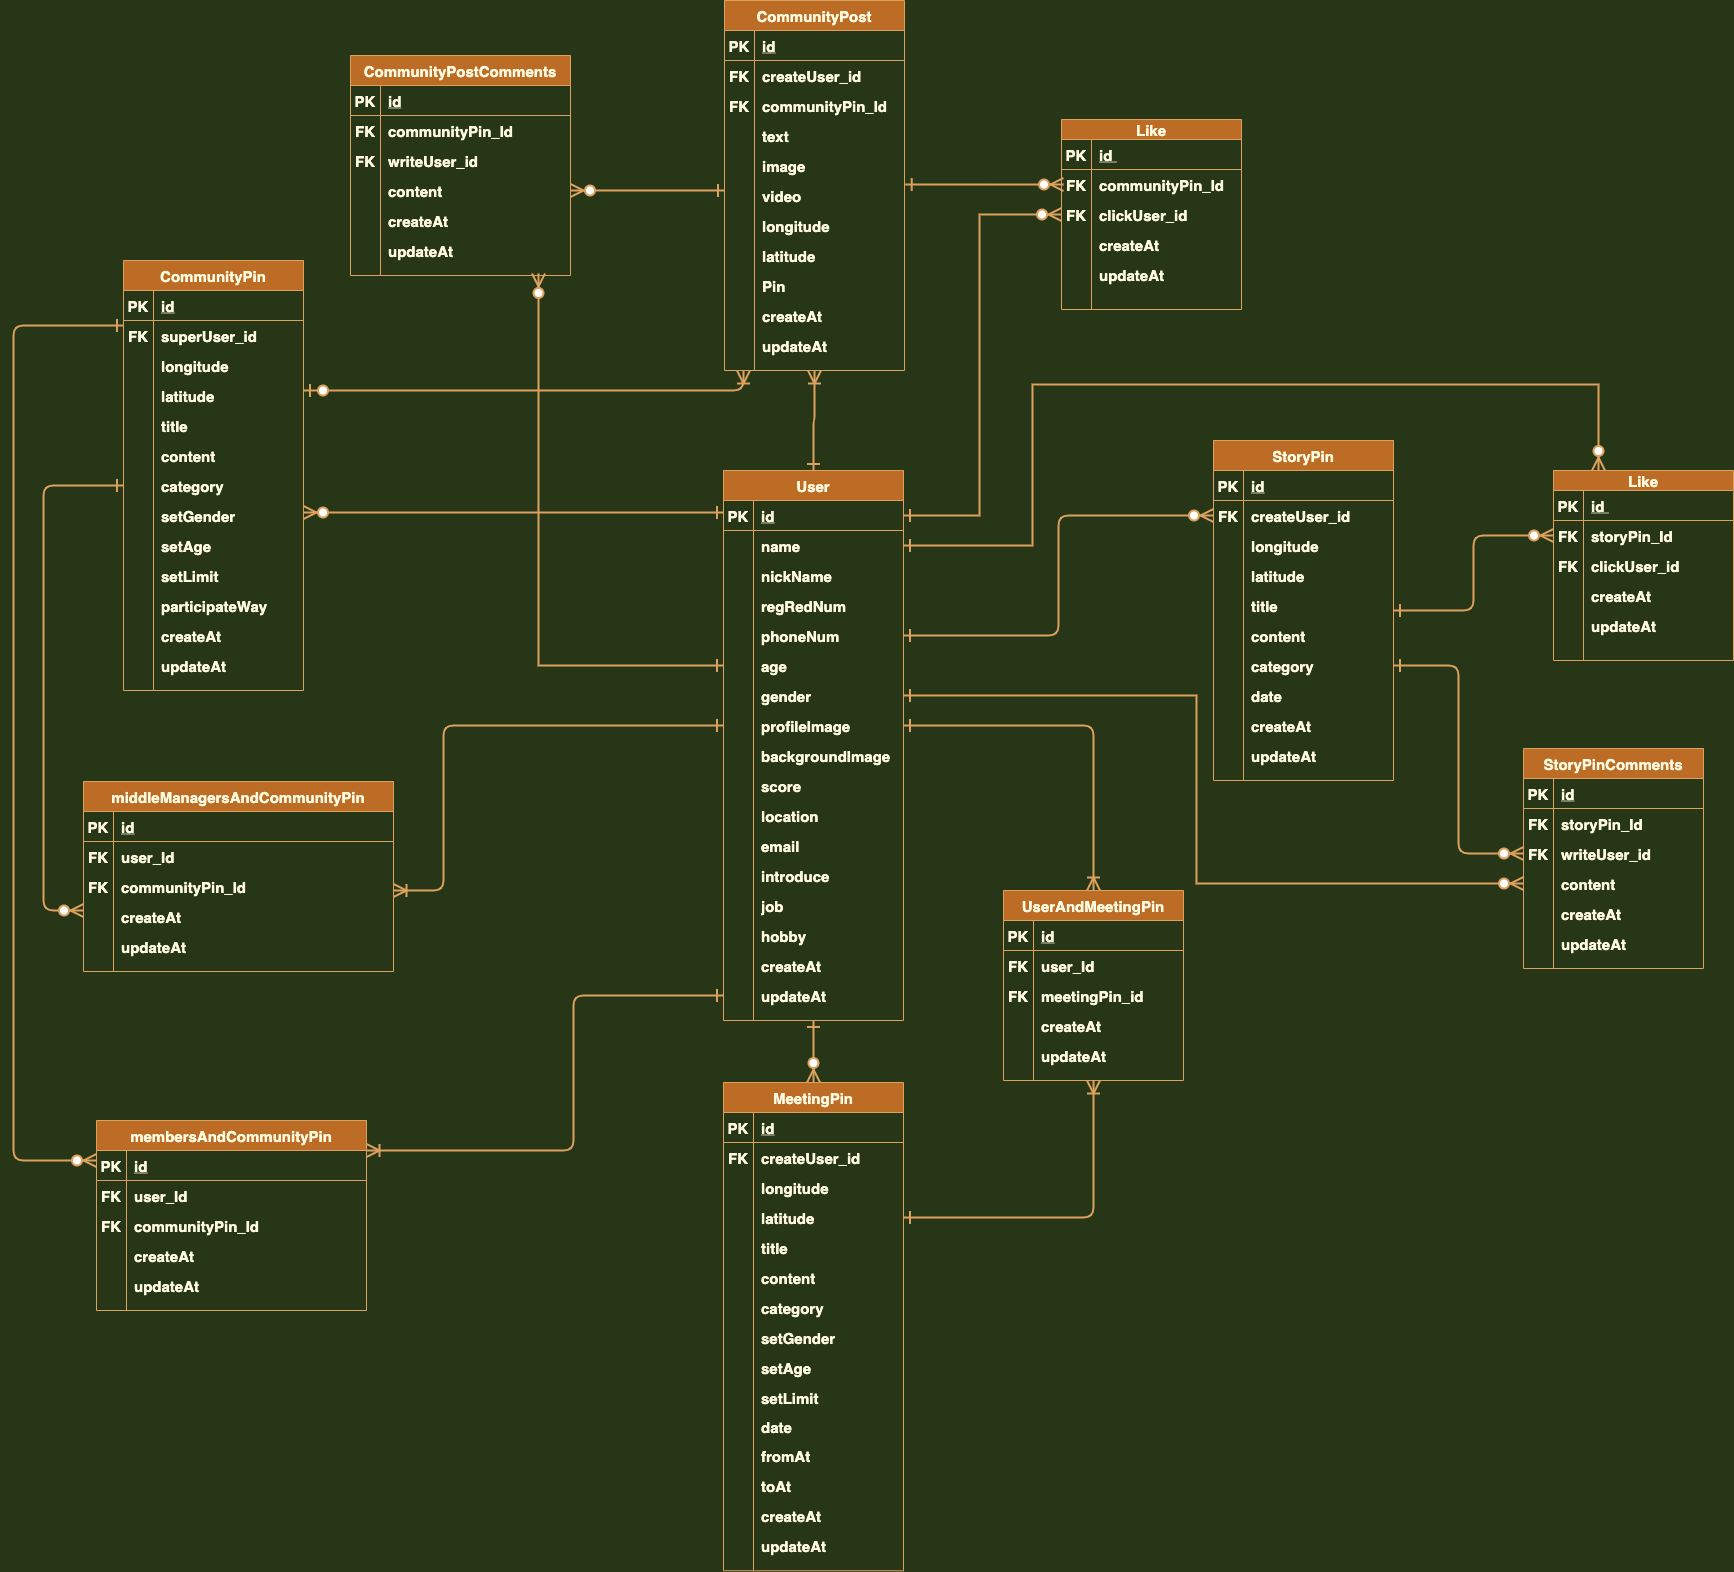 CommunityPost
PK id
FK createUser_id
FK communityPin_Id
text
image
video
longitude
latitude
Pin
createAt
updateAt
CommunityPostComments
PK id
FK communityPin_Id
FK writeUser_id
content
createAt
updateAt
Like
PK id
FK communityPin_Id
FK clickUser_id
createAt
updateAt
CommunityPin
PK id
FK superUser_id
longitude
latitude
title
content
category
setGender
setAge
setLimit
participateWay
createAt
updateAt
User
PK id
name
nickName
regRedNum
phoneNum
age
gender
profileImage
backgroundImage
score
location
email
introduce
job
hobby
createAt
updateAt
StoryPin
PK id
FK createUser_id
longitude
latitude
title
content
category
date
createAt
updateAt
Like
PK id
FK storyPin_Id
FK clickUser_id
createAt
updateAt
StoryPinComments
PK id
FK storyPin_Id
FK writeUser_id
content
createAt
updateAt
middleManagersAndCommunityPin
PK id
FK user_Id
FK communityPin_Id
createAt
updateAt
UserAndMeetingPin
PK id
FK user_Id
FK meetingPin_id
createAt
updateAt
membersAndCommunityPin
PK id
FK user_Id
FK communityPin_Id
createAt
updateAt
MeetingPin
PK id
FK createUser_id
longitude
latitude
title
content
category
setGender
setAge
setLimit
date
fromAt
toAt
createAt
updateAt